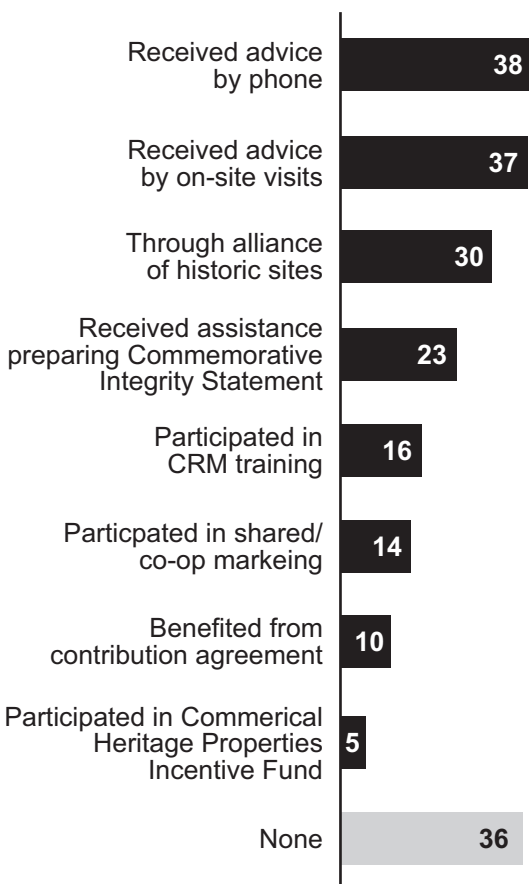 Received advice
by phone
38
Received advice
by on-site visits
37
Through alliance
of historic sites
30
Received assistance
preparing Commemorative
Integrity Statement
23
Participated in
CRM training
16
Particpated in shared/
co-op markeing
14
Benefited from
contribution agreement
10
Participated in Commerical
Heritage Properties
Incentive Fund
5
None
36